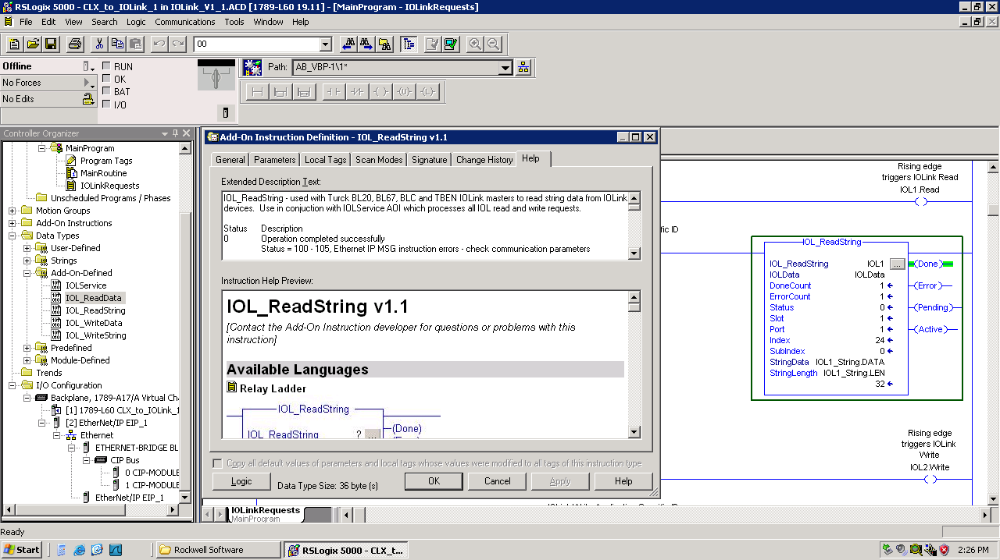 RSLogix 5000 - CLX_to_IOLink_1 in IOLink_V1_1.ACD [1789-L60 19.11] - [MainProgram - IOLinkRequests]
File Edit View Search Logic Communications Tools Window Help
00
Offline
RUN
No Forces
OK
No Edits
BAT
I/O
Path: AB_VBP-1\1*
Controller Organizer
MainProgram
Program Tags
MainRoutine
IOLinkRequests
Unscheduled Programs / Phases
Motion Groups
Add-On Instructions
Data Types
User-Defined
Strings
Add-On-Defined
IOLService
IOL_ReadData
IOL_ReadString
IOL_WriteData
IOL_WriteString
Predefined
Module-Defined
Trends
I/O Configuration
Backplane, 1789-A17/A Virtual Cha
[1] 1789-L60 CLX_to_IOLink_1
[2] EtherNet/IP EIP_1
Ethernet
ETHERNET-BRIDGE BL
CIP Bus
0 CIP-MODULE
1 CIP-MODULE
EtherNet/IP EIP_1
Add-On Instruction Definition - IOL_ReadString v1.1
General Parameters Local Tags Scan Modes Signature Change History Help
Extended Description Text:
IOL_ReadString - used with Turck BL20, BL67, BLC and TBEN IOLink masters to read string data from IOLink
devices. Use in conjuction with IOLService AOI which processes all IOL read and write requests.
Status Description
0 Operation completed successfully
Status = 100 - 105, Ethernet IP MSG instruction errors - check communication parameters
Instruction Help Preview:
IOL_ReadString v1.1
[Contact the Add-On Instruction developer for questions or problems with this
instruction]
Available Languages
Relay Ladder
IOL_ReadString
(Done)
IOL_ReadString ? ...
Copy all default values of parameters and local tags whose values were modified to all tags of this instruction type
Logic
Data Type Size: 36 byte (s)
OK Cancel Apply Help
Rising edge
triggers IOLink Read
IOL1.Read
fic ID
IOL_ReadString
IOL_ReadString IOL1 ... (Done)
IOLData IOLData
DoneCount 1 (Error)
ErrorCount 1
Status 0 (Pending)
Slot 1
Port 1 (Active)
Index 24
SubIndex 0
StringData IOL1_String.DATA
StringLength IOL1_String.LEN
32
Rising edge
triggers IOLink
Write
IOL2.Write
IOLinkRequests
MainProgram
Ready
Start
Rockwell Software
RSLogix 5000 - CLX_t...
2:26 PM